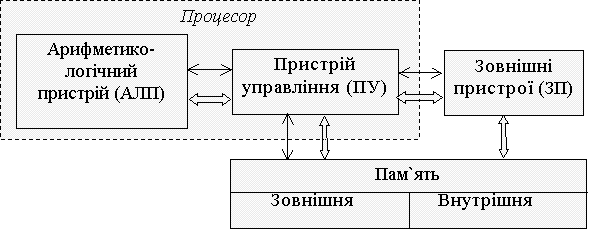 Процесор
Арифметико-
логічний
пристрій (АЛП)
Пристрій
управління (ПУ)
Зовнішні
пристрої (ЗП)
Пам`ять
Зовнішня
Внутрішня